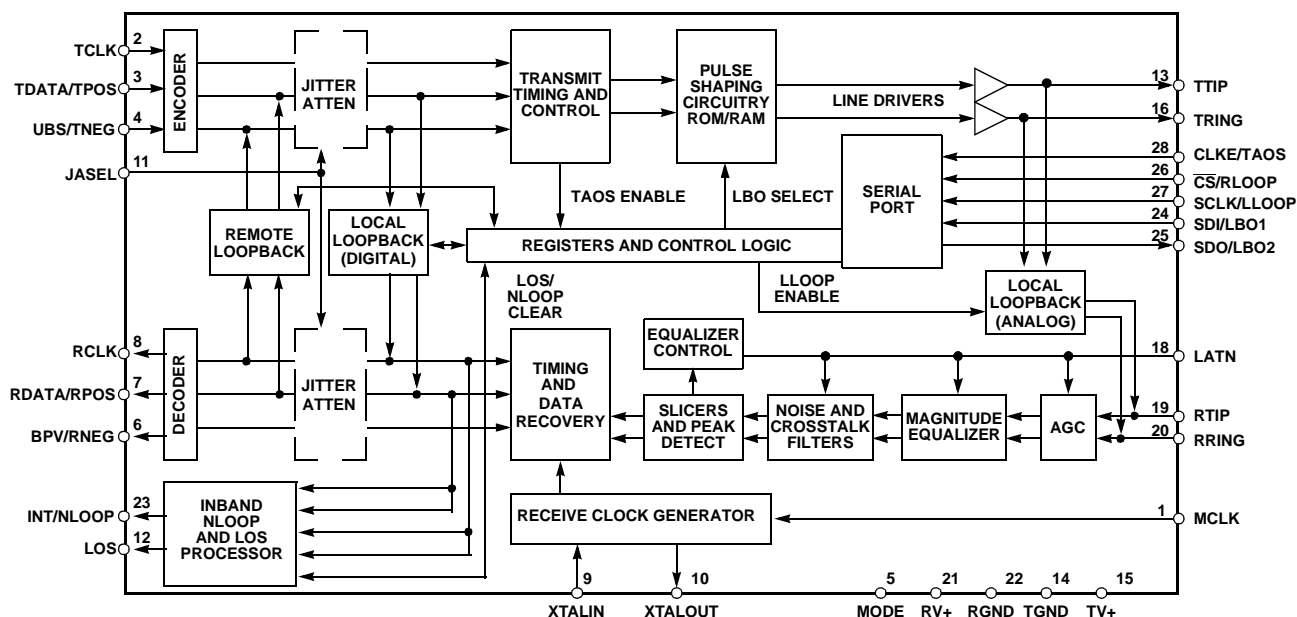 TCLK
2
TDATA/TPOS
3
UBS/TNEG
4
JASEL
11
ENCODER
JITTER
ATTEN
TRANSMIT
TIMING AND
CONTROL
PULSE
SHAPING
CIRCUITRY
ROM/RAM
LINE DRIVERS
13
TTIP
16
TRING
28
CLKE/TAOS
26
CS/RLOOP
27
SCLK/LLOOP
24
SDI/LBO1
25
SDO/LBO2
SERIAL
PORT
TAOS ENABLE
LBO SELECT
REMOTE
LOOPBACK
LOCAL
LOOPBACK
(DIGITAL)
REGISTERS AND CONTROL LOGIC
LOS/
NLOOP
CLEAR
LLOOP
ENABLE
LOCAL
LOOPBACK
(ANALOG)
RCLK
8
RDATA/RPOS
7
BPV/RNEG
6
DECODER
JITTER
ATTEN
TIMING
AND
DATA
RECOVERY
EQUALIZER
CONTROL
SLICERS
AND PEAK
DETECT
NOISE AND
CROSSTALK
FILTERS
MAGNITUDE
EQUALIZER
AGC
18
LATN
19
RTIP
20
RRING
INT/NLOOP
23
LOS
12
INBAND
NLOOP
AND LOS
PROCESSOR
RECEIVE CLOCK GENERATOR
1
MCLK
9
XTALIN
10
XTALOUT
5
MODE
21
RV+
22
RGND
14
TGND
15
TV+